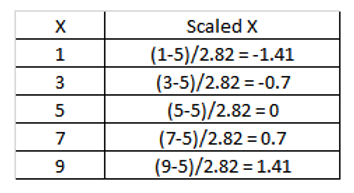 X Scaled X
1 (1-5)/2.82 = -1.41
3 (3-5)/2.82 = -0.7
5 (5-5)/2.82 = 0
7 (7-5)/2.82 = 0.7
9 (9-5)/2.82 = 1.41